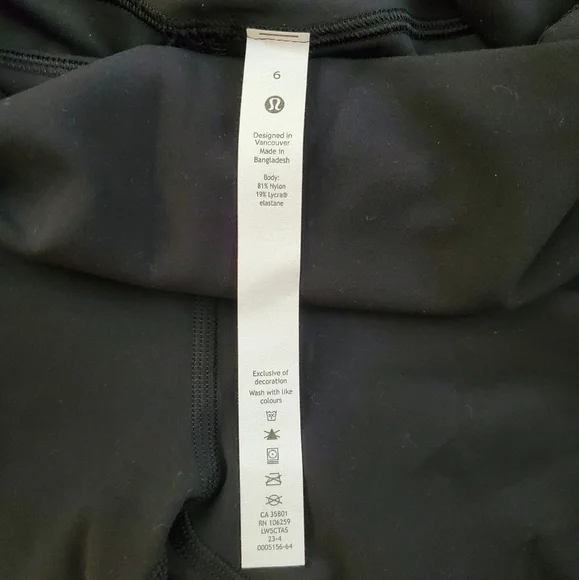 6
Designed in
Vancouver
Made in
Bangladesh
Body:
81% Nylon
19% Lycra®
elastane
Exclusive of
decoration
Wash with like
colours
CA 35801
RN 106259
LW5CTAS
23-4
0005156-64